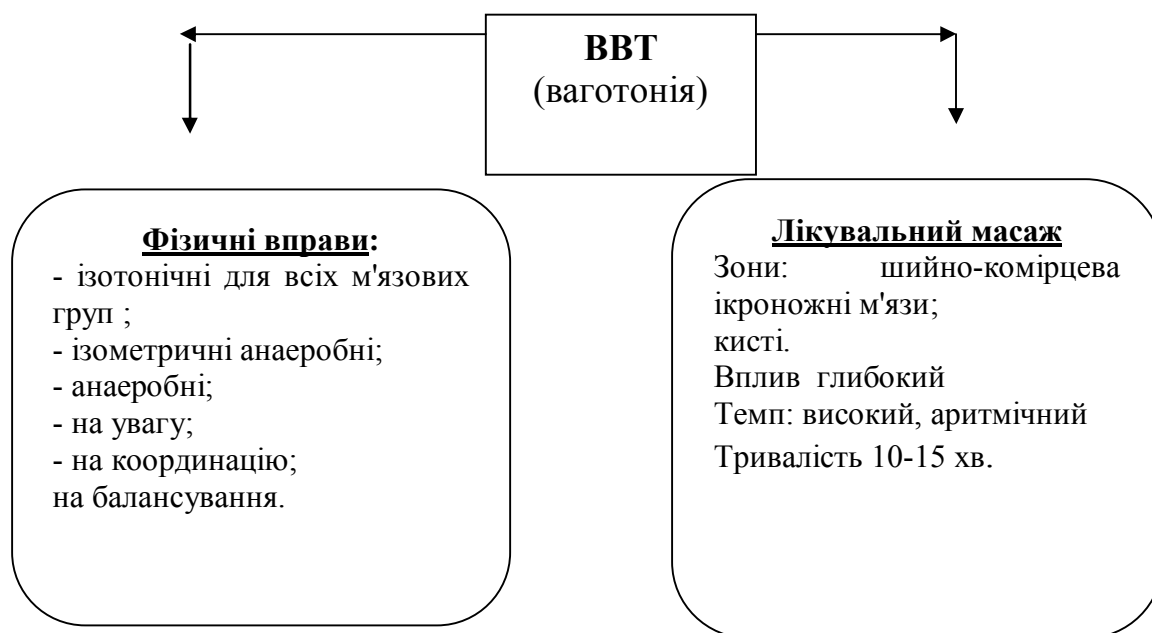 ВВТ
(ваготонія)
Фізичні вправи:
- ізотонічні для всіх м'язових
груп ;
- ізометричні анаеробні;
- анаеробні;
- на увагу;
- на координацію;
на балансування.
Лікувальний масаж
Зони: шийно-комірцева
ікроножні м'язи;
кисті.
Вплив глибокий
Темп: високий, аритмічний
Тривалість 10-15 хв.